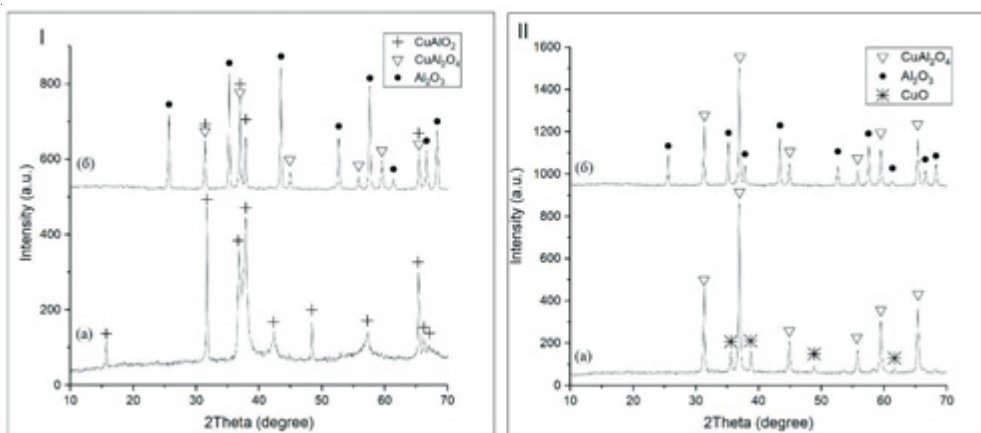 I
+ CuAlO₂
▽ CuAl₂O₄
• Al₂O₃
800
600
400
200
0
(б)
(а)
Intensity (a.u.)
10 20 30 40 50 60 70
2Theta (degree)
II
▽ CuAl₂O₄
• Al₂O₃
✳ CuO
1600
1400
1200
1000
800
600
400
200
0
(б)
(а)
Intensity (a.u.)
10 20 30 40 50 60 70
2Theta (degree)